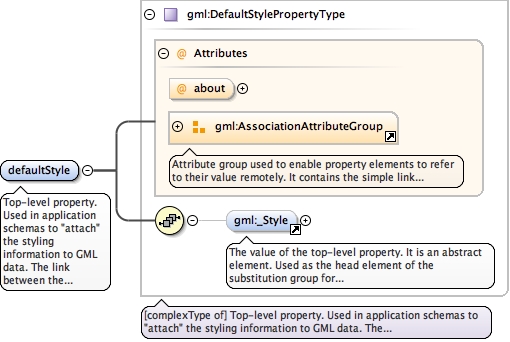 gml:DefaultStylePropertyType
@ Attributes
@ about
gml:AssociationAttributeGroup
Attribute group used to enable property elements to refer
to their value remotely. It contains the simple link...
defaultStyle
Top-level property.
Used in application
schemas to "attach"
the styling
information to GML
data. The link
between the...
gml:_Style
The value of the top-level property. It is an abstract
element. Used as the head element of the
substitution group for...
[complexType of] Top-level property. Used in application schemas to
"attach" the styling information to GML data. The...